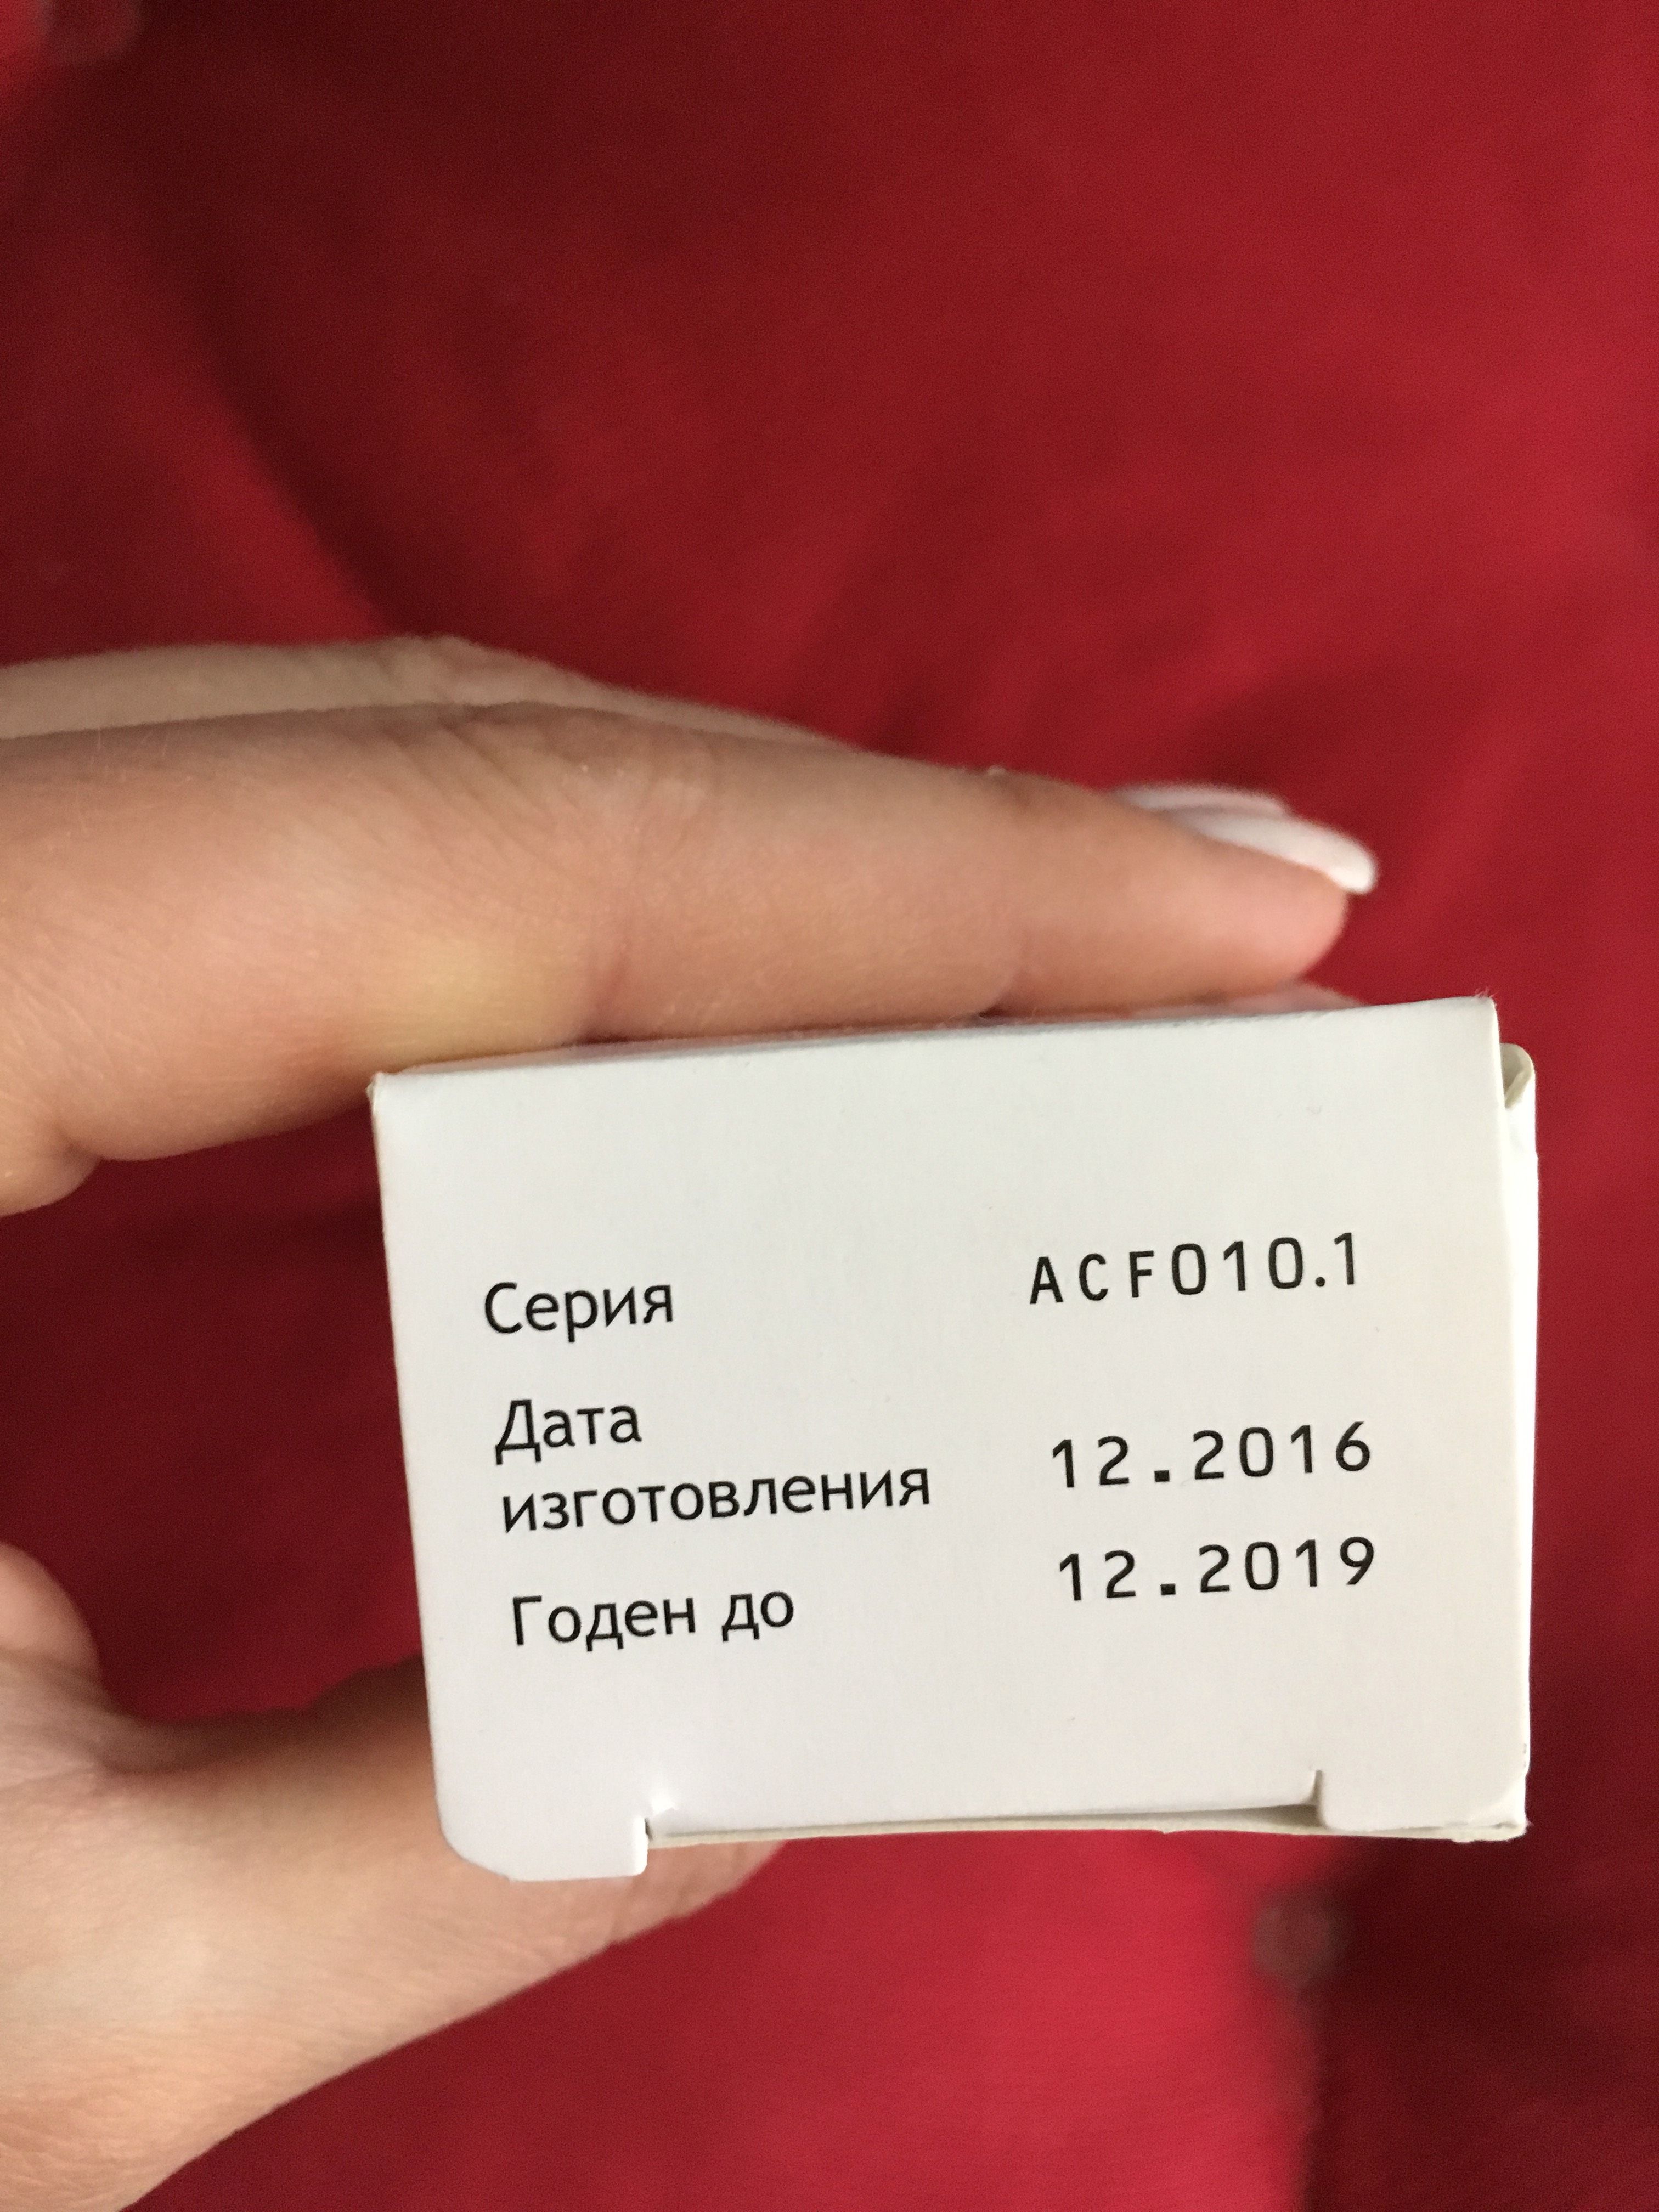 Серия ACF010.1
Дата
изготовления 12.2016
Годен до 12.2019